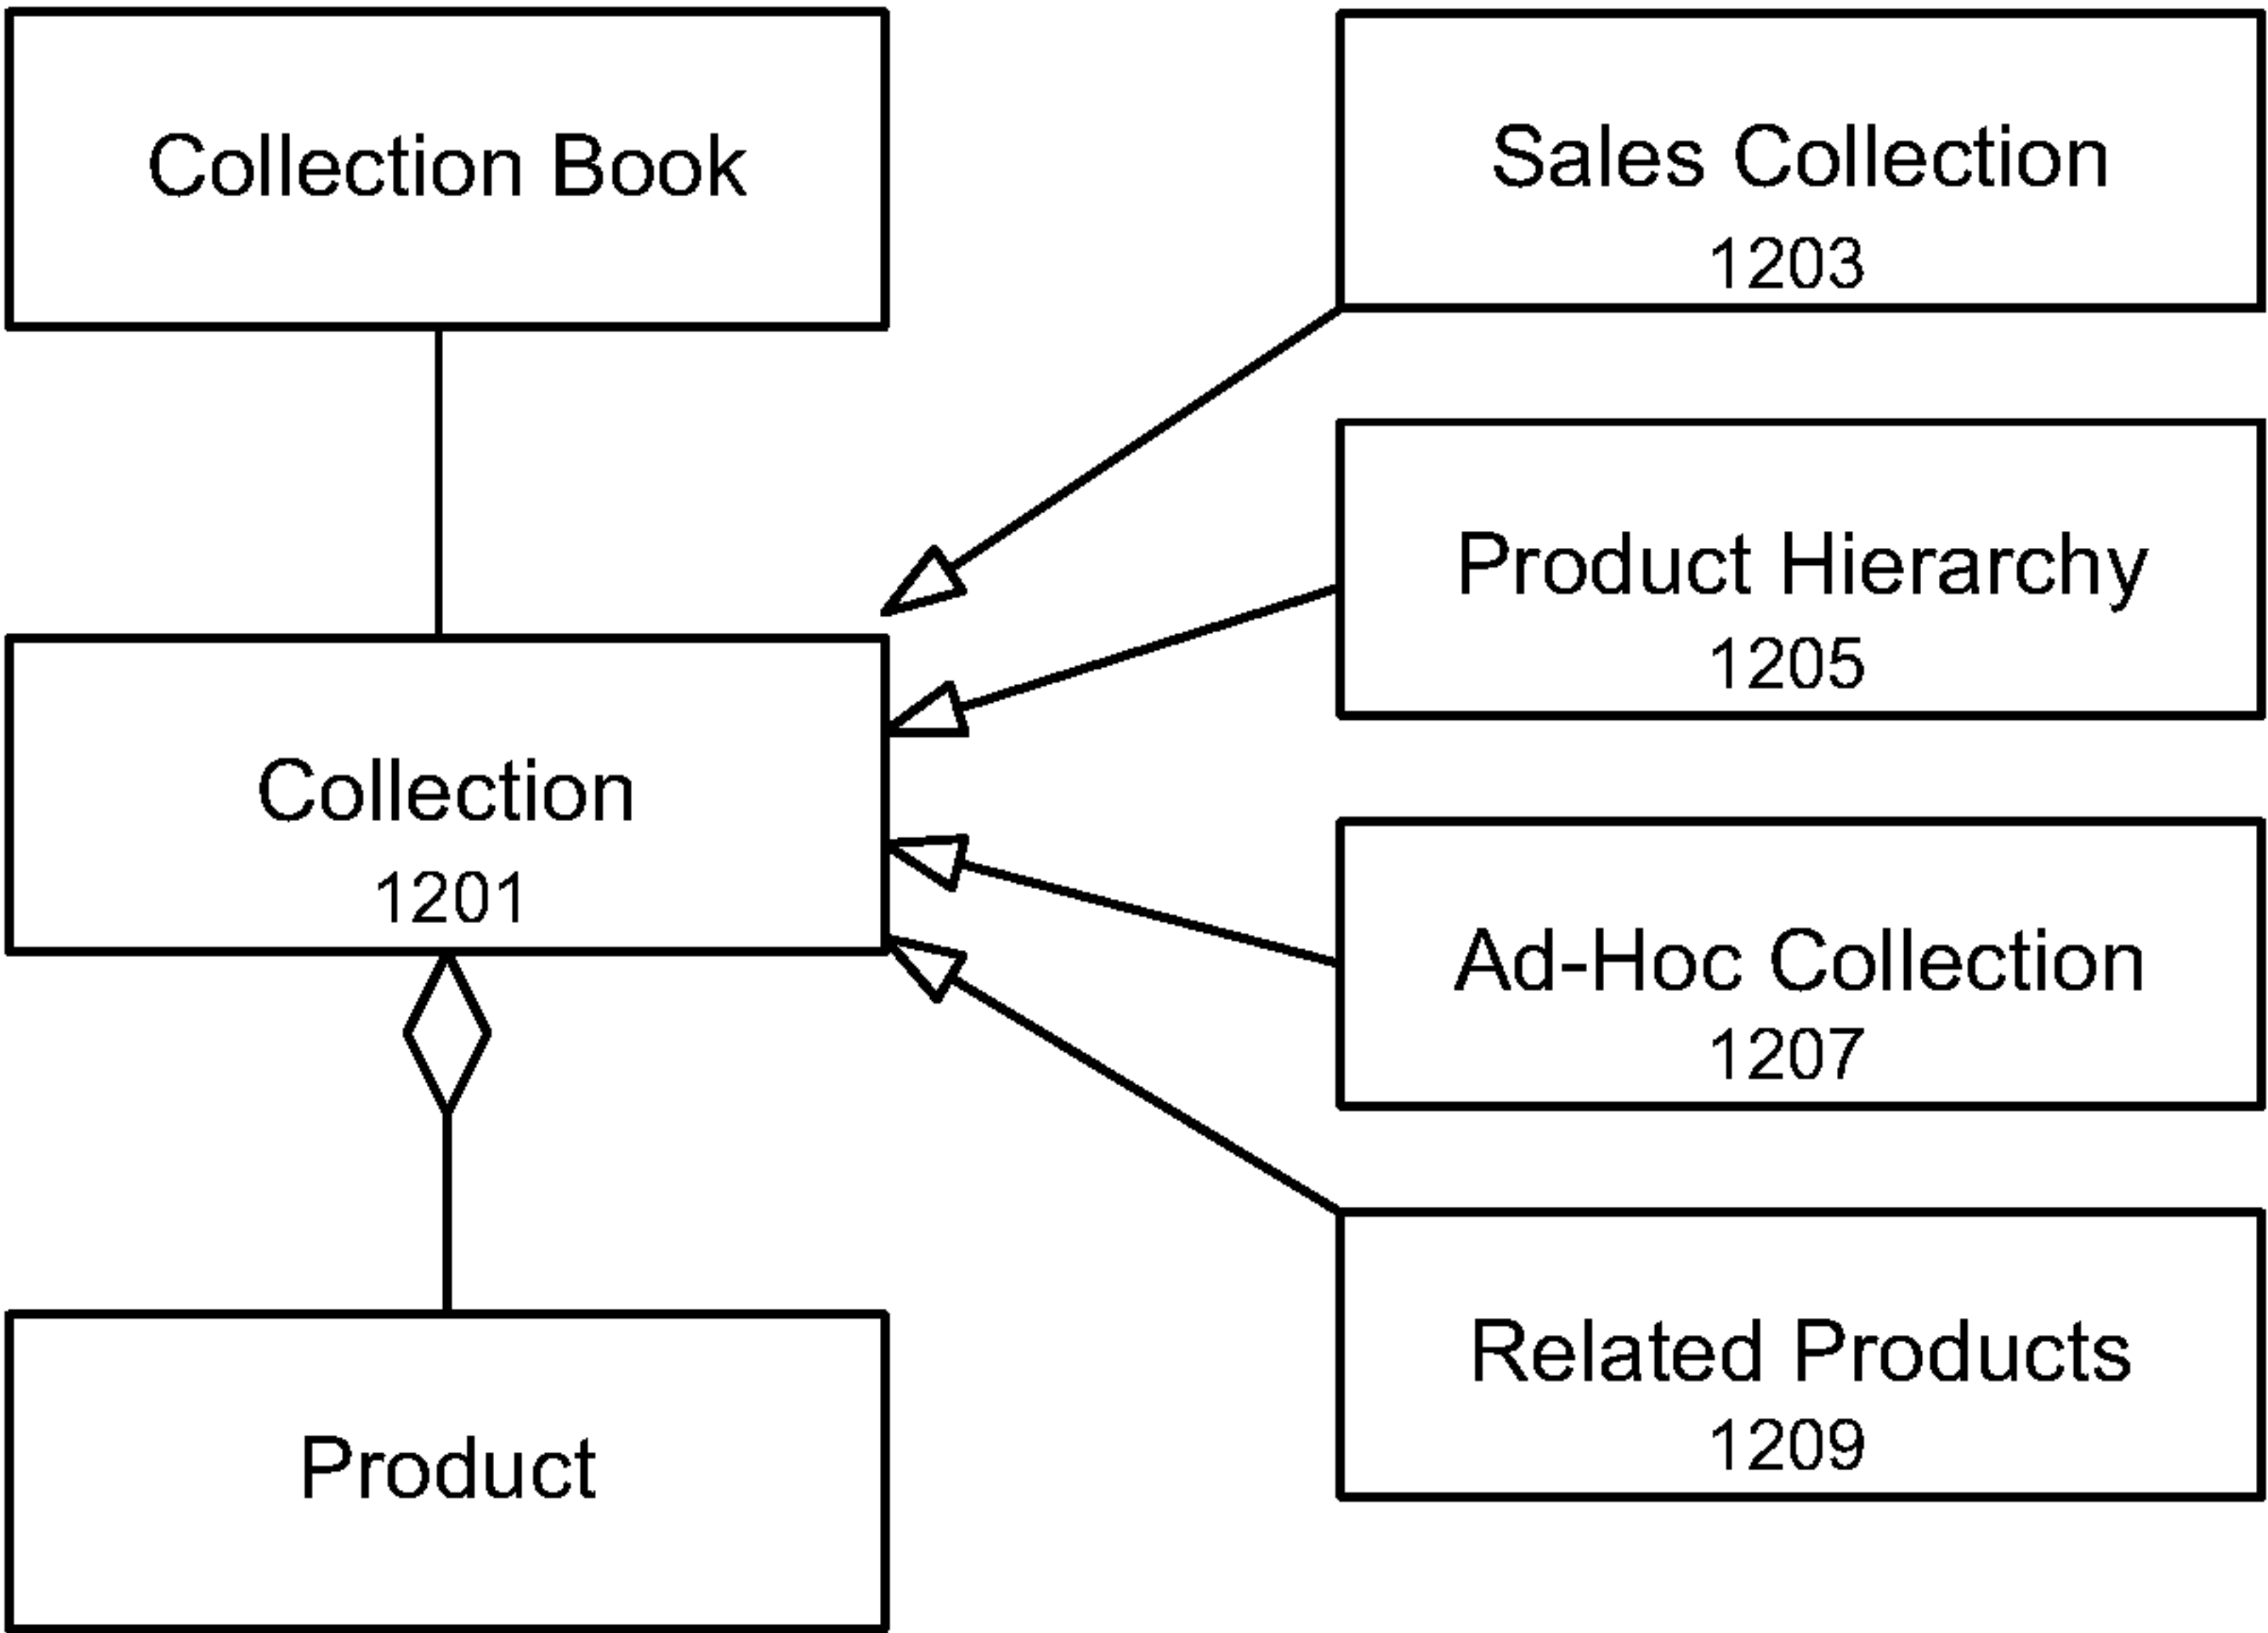 Collection Book
Sales Collection
1203
Product Hierarchy
1205
Collection
1201
Ad-Hoc Collection
1207
Related Products
1209
Product